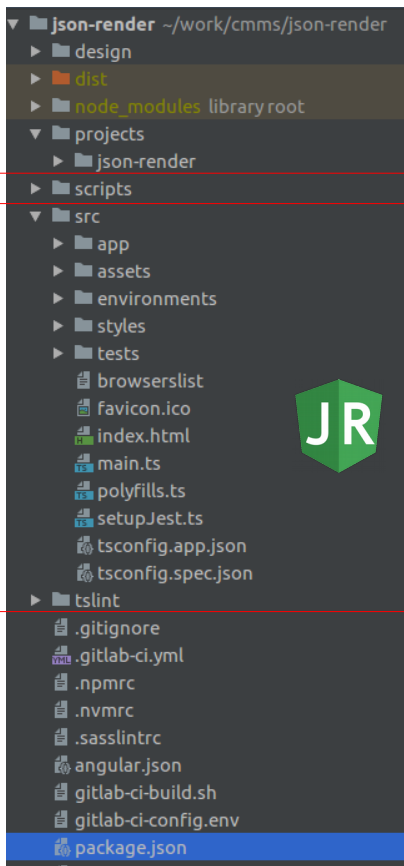 json-render ~/work/cmms/json-render
design
dist
node_modules library root
projects
json-render
scripts
src
app
assets
environments
styles
tests
browserslist
favicon.ico
index.html
JR
main.ts
polyfills.ts
setupJest.ts
tsconfig.app.json
tsconfig.spec.json
tslint
.gitignore
.gitlab-ci.yml
.npmrc
.nvmrc
.sasslintrc
angular.json
gitlab-ci-build.sh
gitlab-ci-config.env
package.json